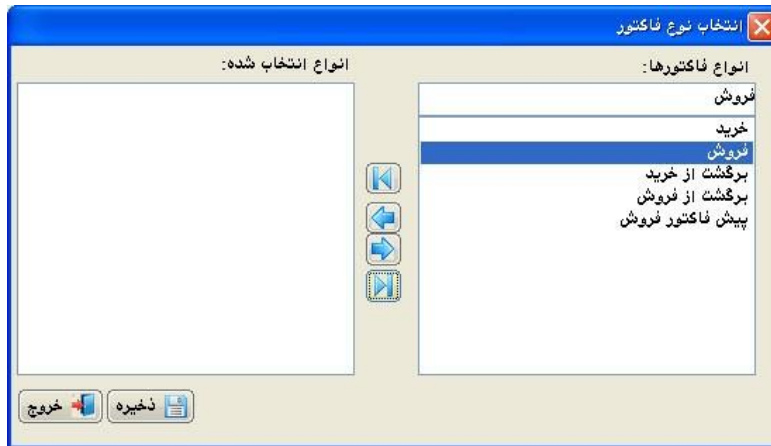 انتخاب نوع فاکتور
انواع فاکتورها:
فروش
خرید
فروش
برگشت از خرید
برگشت از فروش
پیش فاکتور فروش
انواع انتخاب شده:
ذخیره
خروج